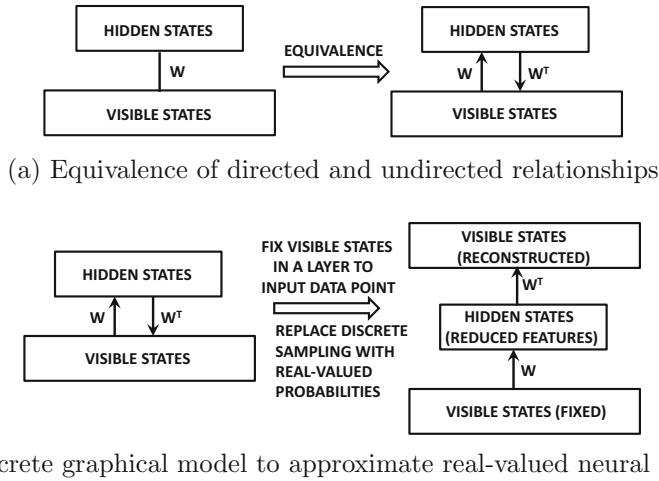 HIDDEN STATES
W
VISIBLE STATES
EQUIVALENCE
HIDDEN STATES
W
W^T
VISIBLE STATES
(a) Equivalence of directed and undirected relationships
HIDDEN STATES
W
W^T
VISIBLE STATES
FIX VISIBLE STATES
IN A LAYER TO
INPUT DATA POINT
REPLACE DISCRETE
SAMPLING WITH
REAL-VALUED
PROBABILITIES
VISIBLE STATES
(RECONSTRUCTED)
W^T
HIDDEN STATES
(REDUCED FEATURES)
W
VISIBLE STATES (FIXED)
crete graphical model to approximate real-valued neural